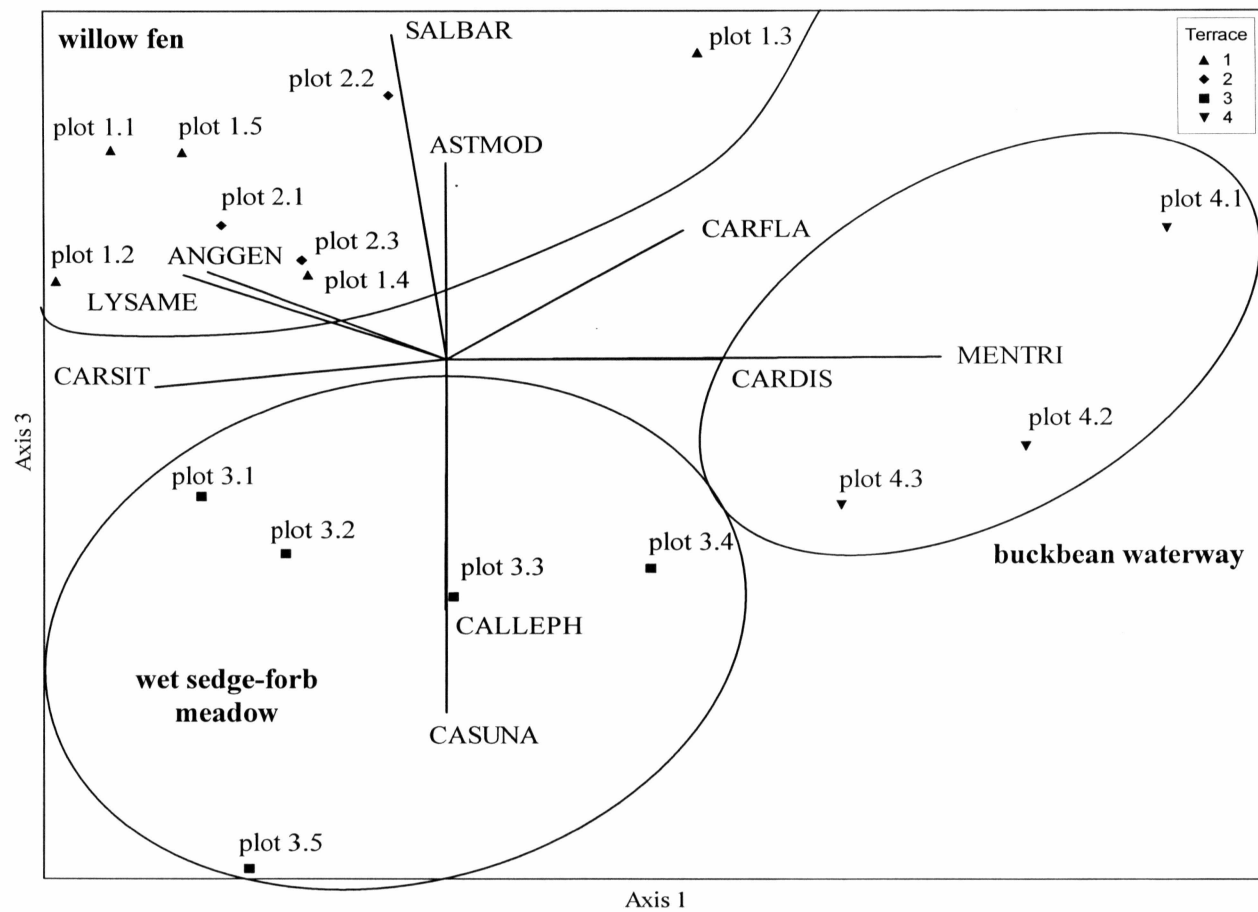 willow fen
SALBAR
plot 1.3
Terrace
1
2
3
4
plot 2.2
plot 1.1
plot 1.5
ASTMOD
plot 2.1
plot 4.1
plot 1.2
ANGGEN
plot 2.3
CARFLA
plot 1.4
LYSAME
CARSIT
MENTRI
CARDIS
plot 4.2
Axis 3
plot 3.1
plot 4.3
plot 3.2
plot 3.4
buckbean waterway
plot 3.3
CALLEPH
wet sedge-forb
meadow
CASUNA
plot 3.5
Axis 1